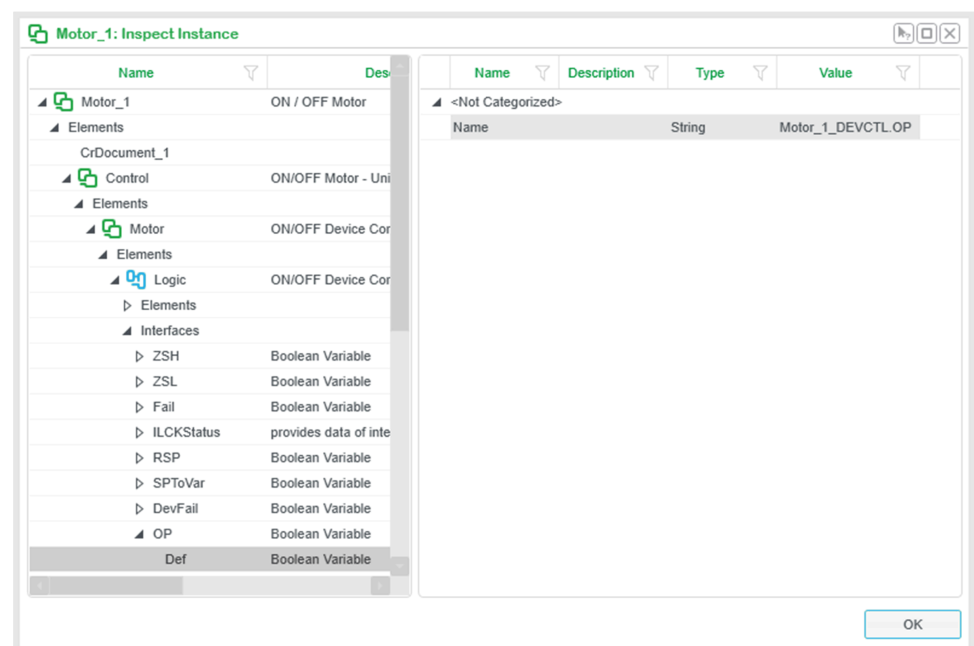 Motor_1: Inspect Instance
Name Des
Motor_1 ON / OFF Motor
Elements
CrDocument_1
Control ON/OFF Motor - Uni
Elements
Motor ON/OFF Device Cor
Elements
Logic ON/OFF Device Cor
Elements
Interfaces
ZSH Boolean Variable
ZSL Boolean Variable
Fail Boolean Variable
ILCKStatus provides data of inte
RSP Boolean Variable
SPToVar Boolean Variable
DevFail Boolean Variable
OP Boolean Variable
Def Boolean Variable
Name Description Type Value
<Not Categorized>
Name String Motor_1_DEVCTL.OP
OK